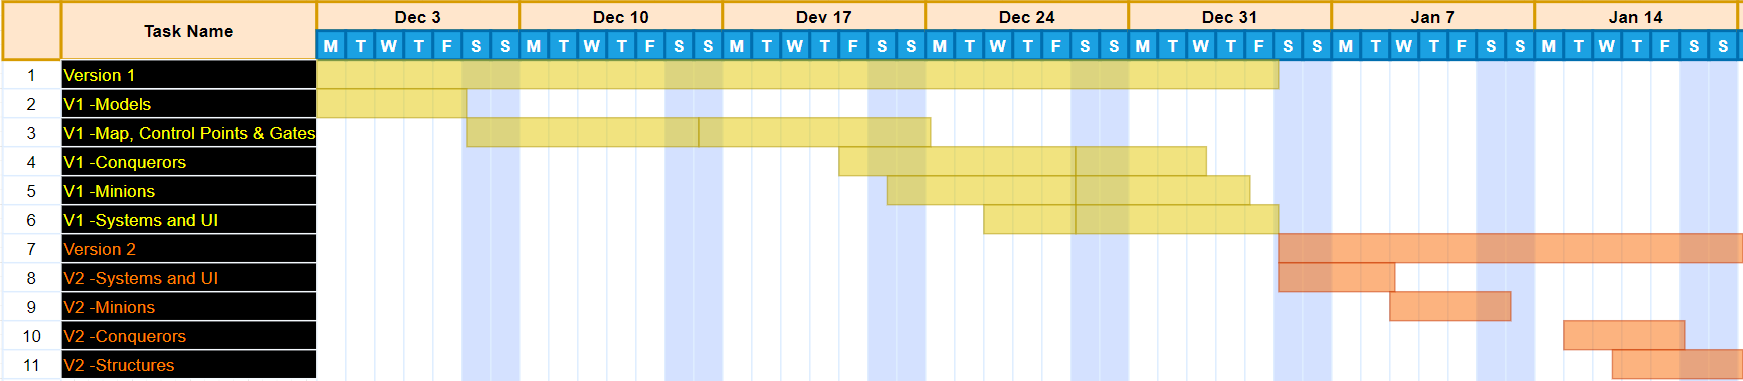 Task Name Dec 3 Dec 10 Dev 17 Dec 24 Dec 31 Jan 7 Jan 14
M T W T F S S M T W T F S S M T W T F S S M T W T F S S M T W T F S S M T W T F S S M T W T F S S
1 Version 1
2 V1 -Models
3 V1 -Map, Control Points & Gates
4 V1 -Conquerors
5 V1 -Minions
6 V1 -Systems and UI
7 Version 2
8 V2 -Systems and UI
9 V2 -Minions
10 V2 -Conquerors
11 V2 -Structures